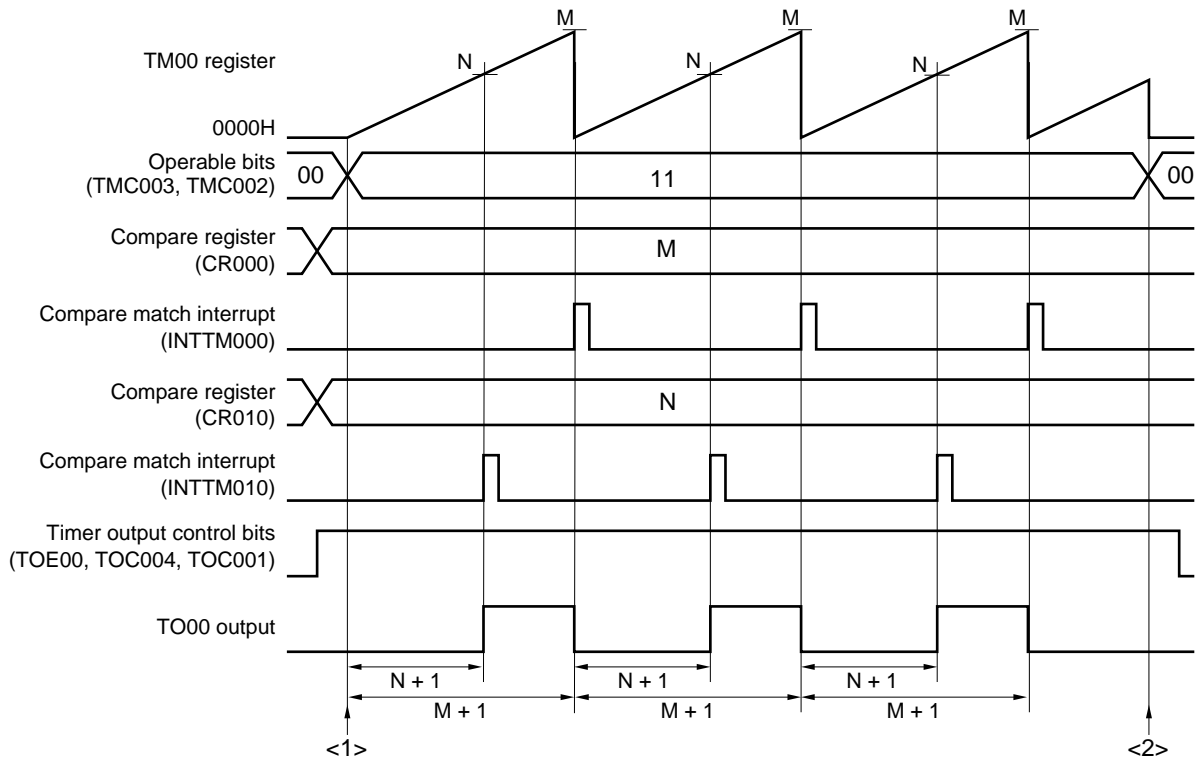 M
M
M
TM00 register
N
N
N
0000H
Operable bits
(TMC003, TMC002)
00
11
00
Compare register
(CR000)
M
Compare match interrupt
(INTTM000)
Compare register
(CR010)
N
Compare match interrupt
(INTTM010)
Timer output control bits
(TOE00, TOC004, TOC001)
TO00 output
N + 1
N + 1
N + 1
M + 1
M + 1
M + 1
<1>
<2>